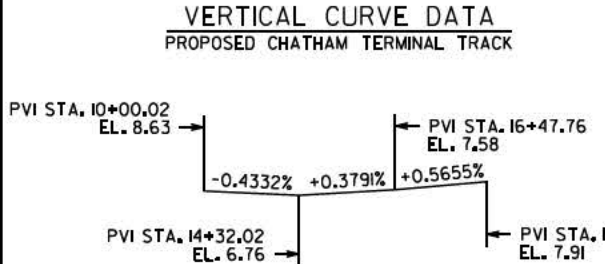 VERTICAL CURVE DATA
PROPOSED CHATHAM TERMINAL TRACK
PVI STA. 10+00.02
EL. 8.63
PVI STA. 16+47.76
EL. 7.58
-0.4332% +0.3791% +0.5655%
PVI STA. 14+32.02
EL. 6.76
PVI STA.
EL. 7.91